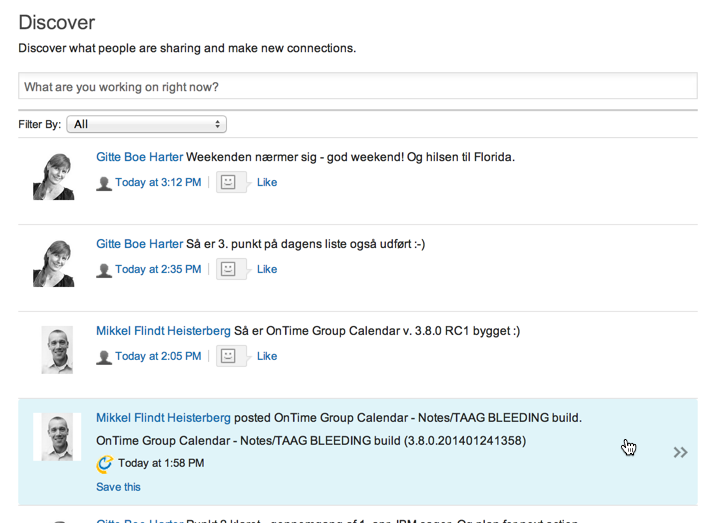 Discover
Discover what people are sharing and make new connections.
What are you working on right now?
Filter By: All
Gitte Boe Harter Weekenden nærmer sig - god weekend! Og hilsen til Florida.
Today at 3:12 PM Like
Gitte Boe Harter Så er 3. punkt på dagens liste også udført :-)
Today at 2:35 PM Like
Mikkel Flindt Heisterberg Så er OnTime Group Calendar v. 3.8.0 RC1 bygget :)
Today at 2:05 PM Like
Mikkel Flindt Heisterberg posted OnTime Group Calendar - Notes/TAAG BLEEDING build.
OnTime Group Calendar - Notes/TAAG BLEEDING build (3.8.0.201401241358)
Today at 1:58 PM
Save this